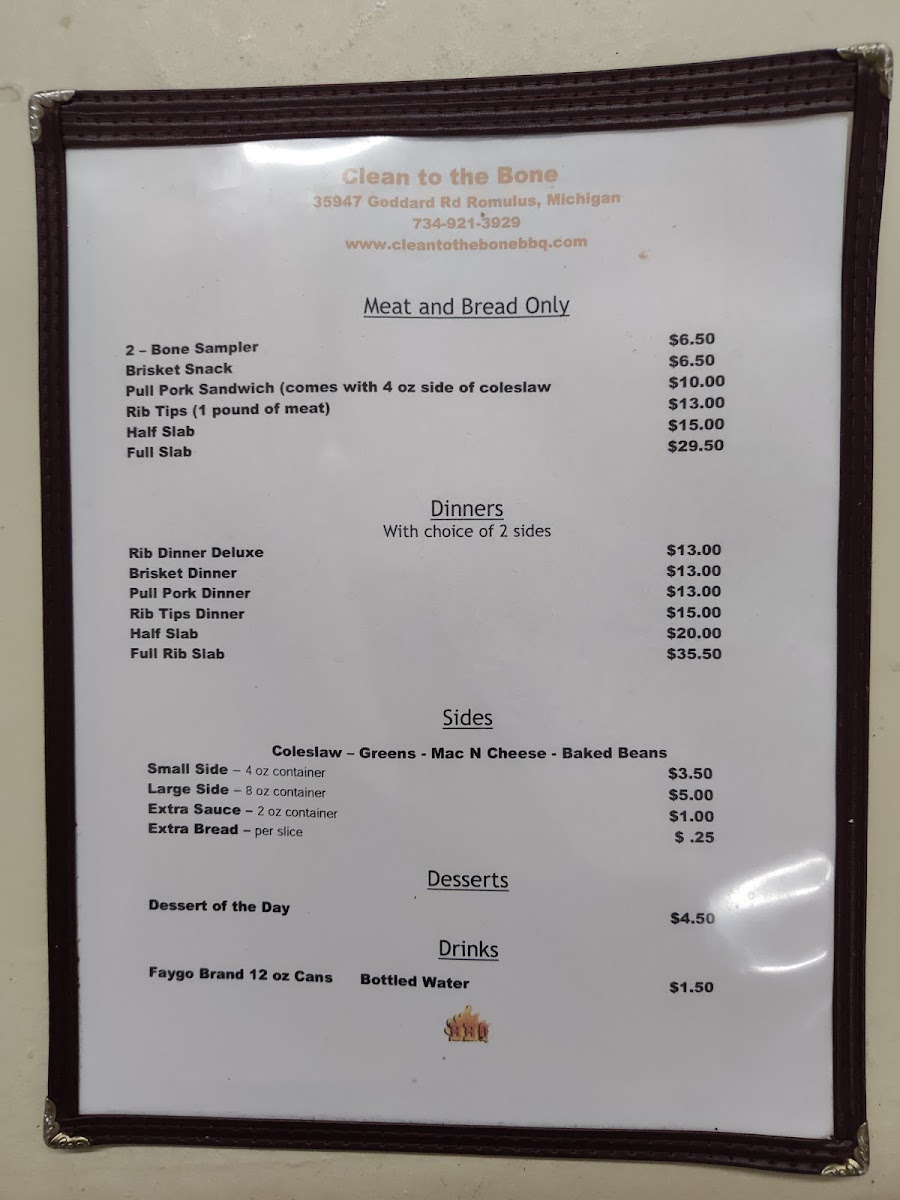 Clean to the Bone
35947 Goddard Rd Romulus, Michigan
734-921-3929
www.cleantothebonebbq.com
Meat and Bread Only
2 – Bone Sampler $6.50
Brisket Snack $6.50
Pull Pork Sandwich (comes with 4 oz side of coleslaw $10.00
Rib Tips (1 pound of meat) $13.00
Half Slab $15.00
Full Slab $29.50
Dinners
With choice of 2 sides
Rib Dinner Deluxe $13.00
Brisket Dinner $13.00
Pull Pork Dinner $13.00
Rib Tips Dinner $15.00
Half Slab $20.00
Full Rib Slab $35.50
Sides
Coleslaw – Greens - Mac N Cheese - Baked Beans
Small Side – 4 oz container $3.50
Large Side – 8 oz container $5.00
Extra Sauce – 2 oz container $1.00
Extra Bread – per slice $ .25
Desserts
Dessert of the Day $4.50
Drinks
Faygo Brand 12 oz Cans Bottled Water $1.50
BBQ